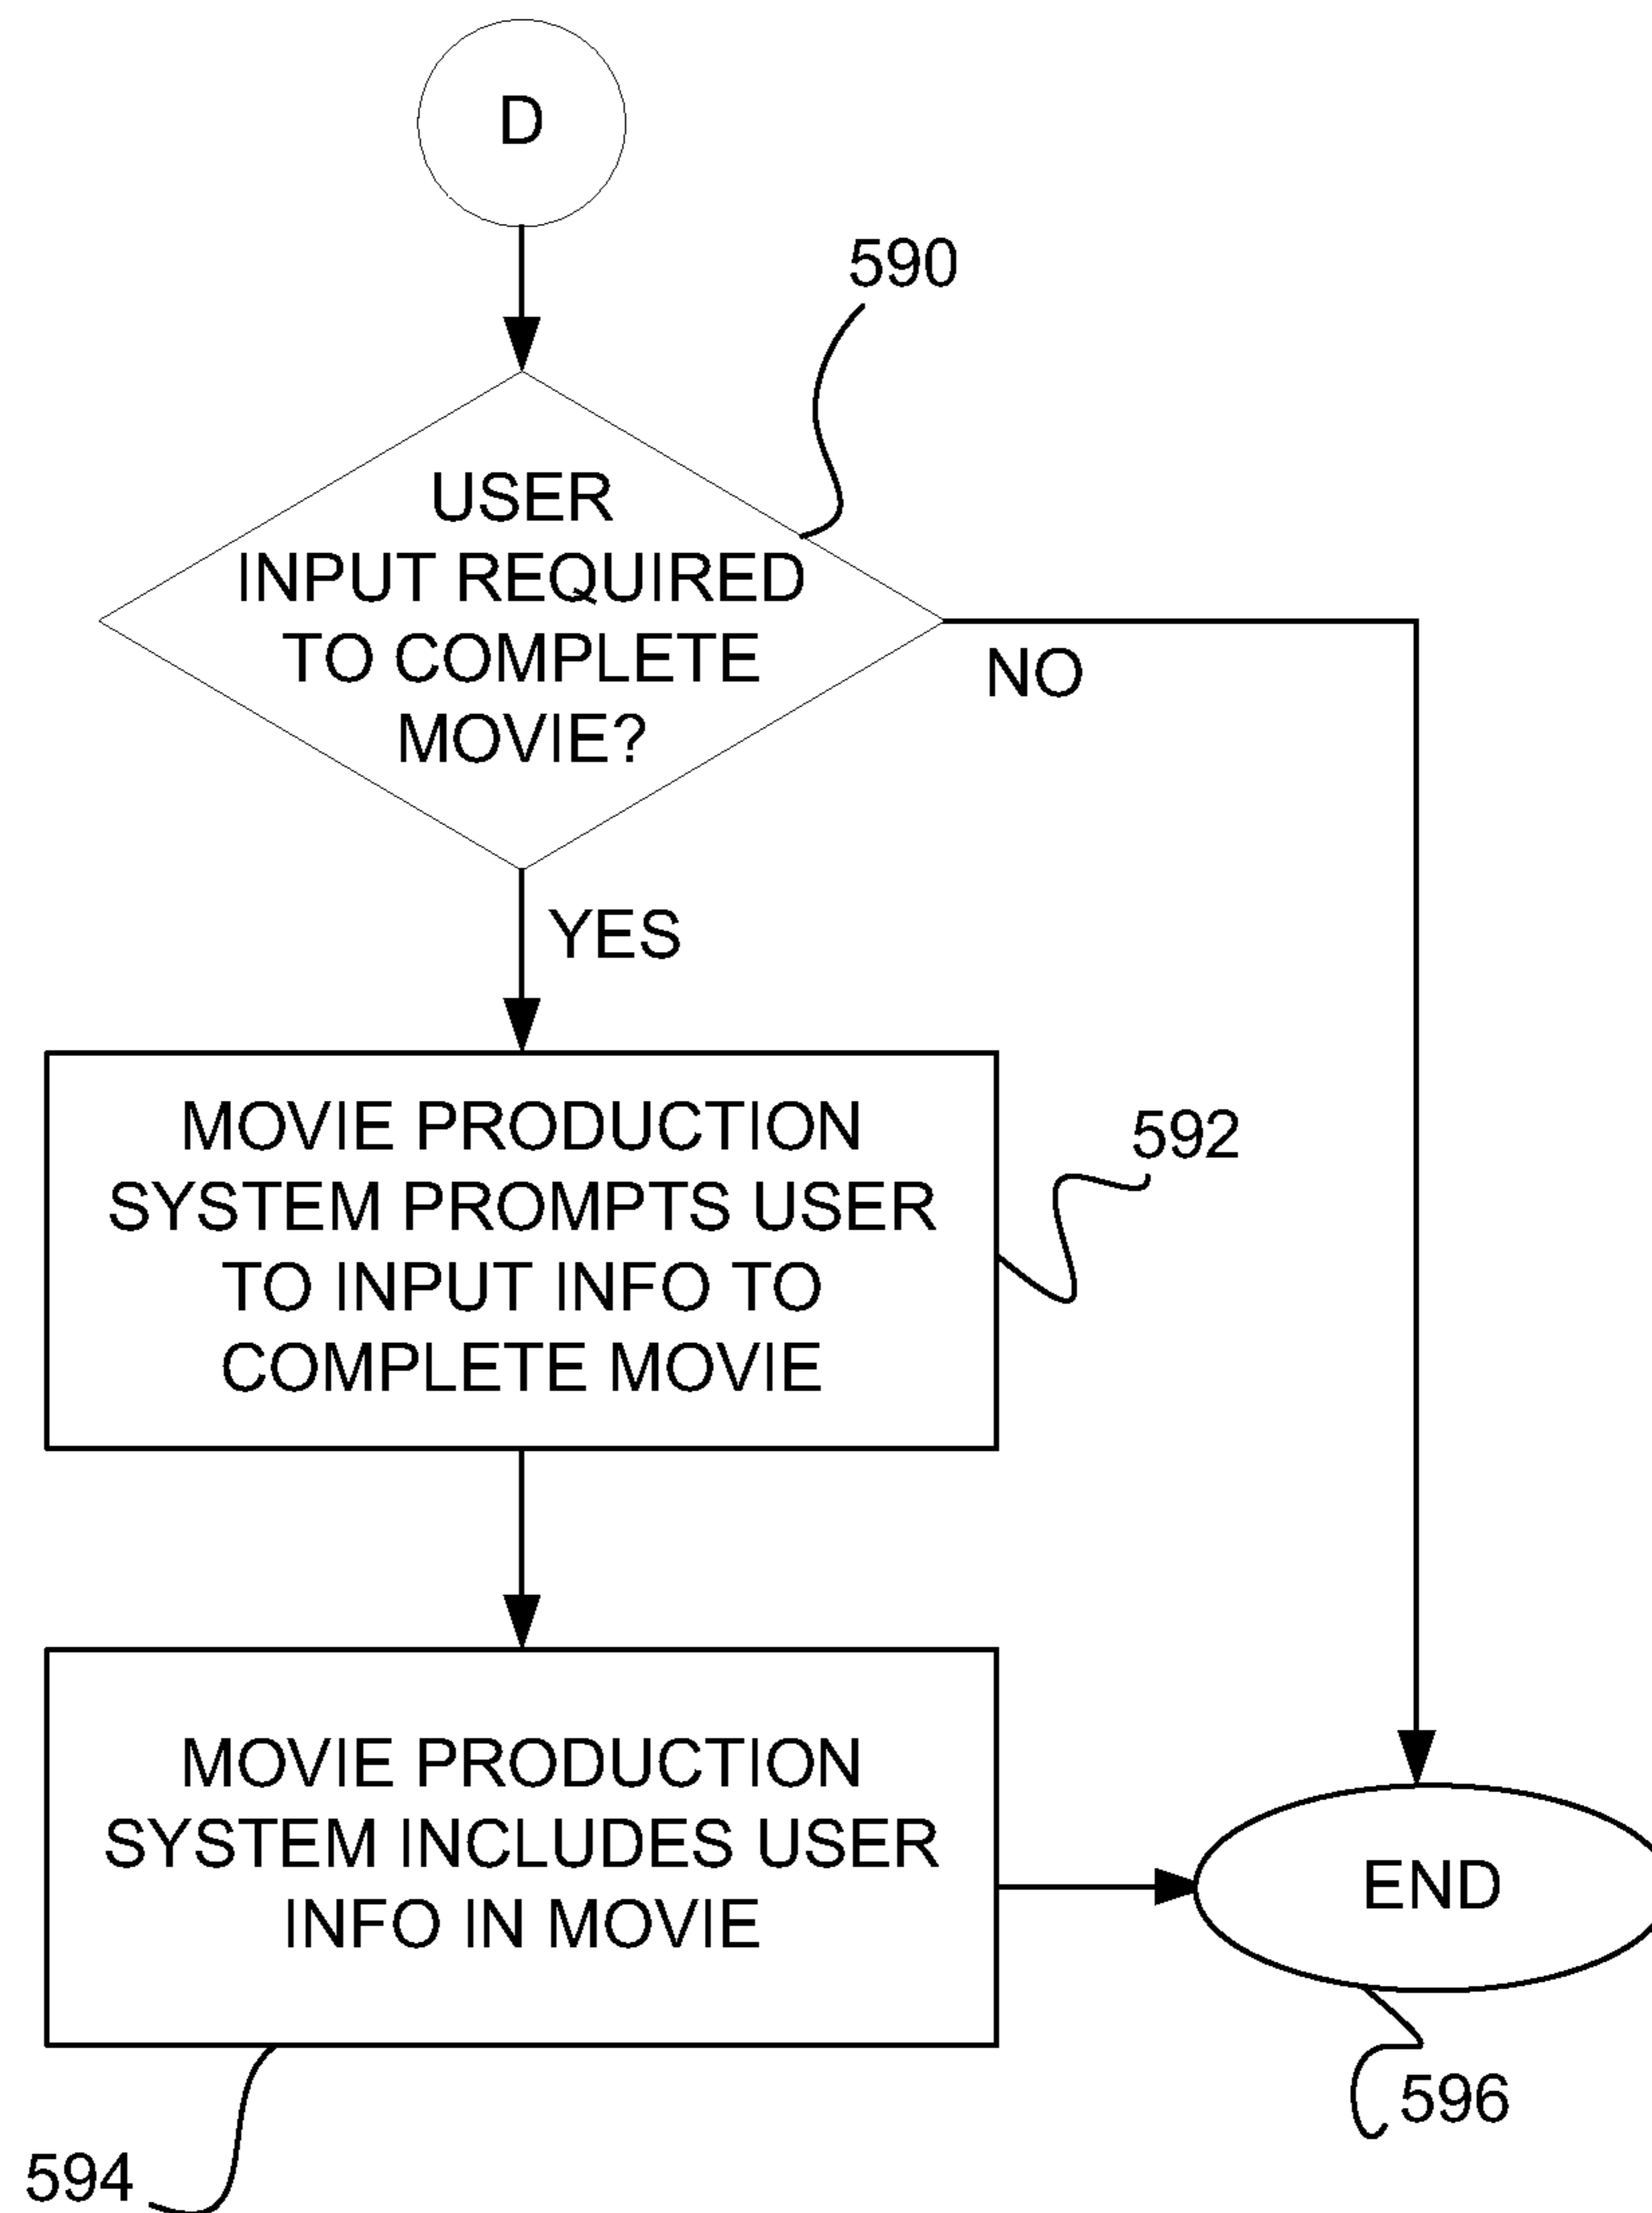 D
590
USER
INPUT REQUIRED
TO COMPLETE
MOVIE?
NO
YES
MOVIE PRODUCTION
SYSTEM PROMPTS USER
TO INPUT INFO TO
COMPLETE MOVIE
592
MOVIE PRODUCTION
SYSTEM INCLUDES USER
INFO IN MOVIE
END
596
594